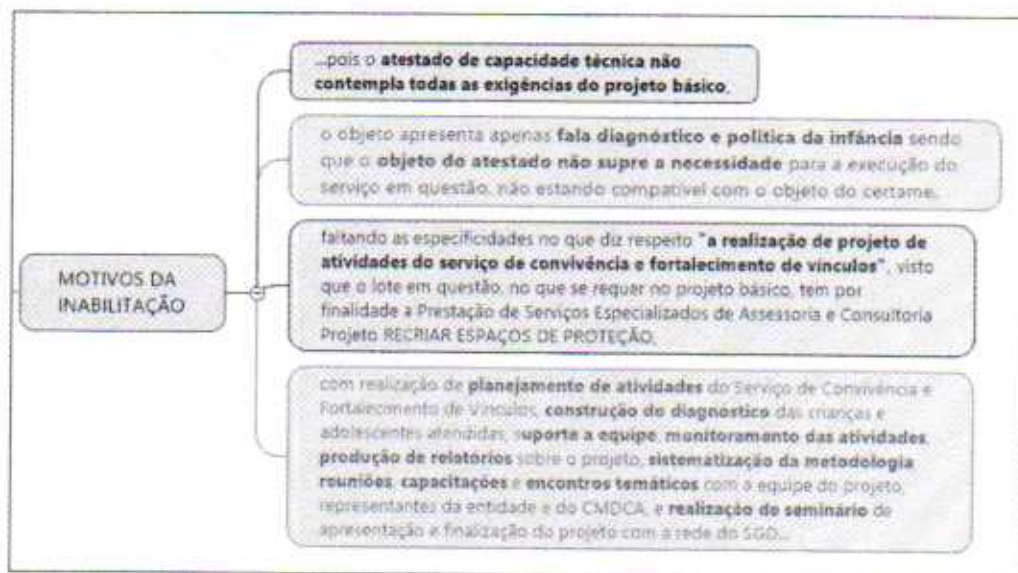 ...pois o atestado de capacidade técnica não
contempla todas as exigências do projeto básico,
o objeto apresenta apenas fala diagnóstico e politica da infância sendo
que o objeto do atestado não supre a necessidade para a execução do
serviço em questão, não estando compativel com o objeto do certame,
MOTIVOS DA
INABILITAÇÃO
faltando as especificidades no que diz respeito "a realização de projeto de
atividades do serviço de convivência e fortalecimento de vinculos", visto
que o lote em questão, no que se requer no projeto básico, tem por
finalidade a Prestação de Serviços Especializados de Assessoria e Consultoria
Projeto RECRIAR ESPAÇOS DE PROTEÇÃO,
com realização de planejamento de atividades do Serviço de Convivência e
Fortalecimento de Vinculos, construção do diagnóstico das crianças e
adolescentes atendidas, suporte a equipe, monitoramento das atividades,
produção de relatórios sobre o projeto, sistematização da metodologia
reuniões, capacitações e encontros temáticos com a equipe do projeto,
representantes da entidade e do CMDCA, e realização de seminário de
apresentação e finalização do projeto com a rede do SGD...